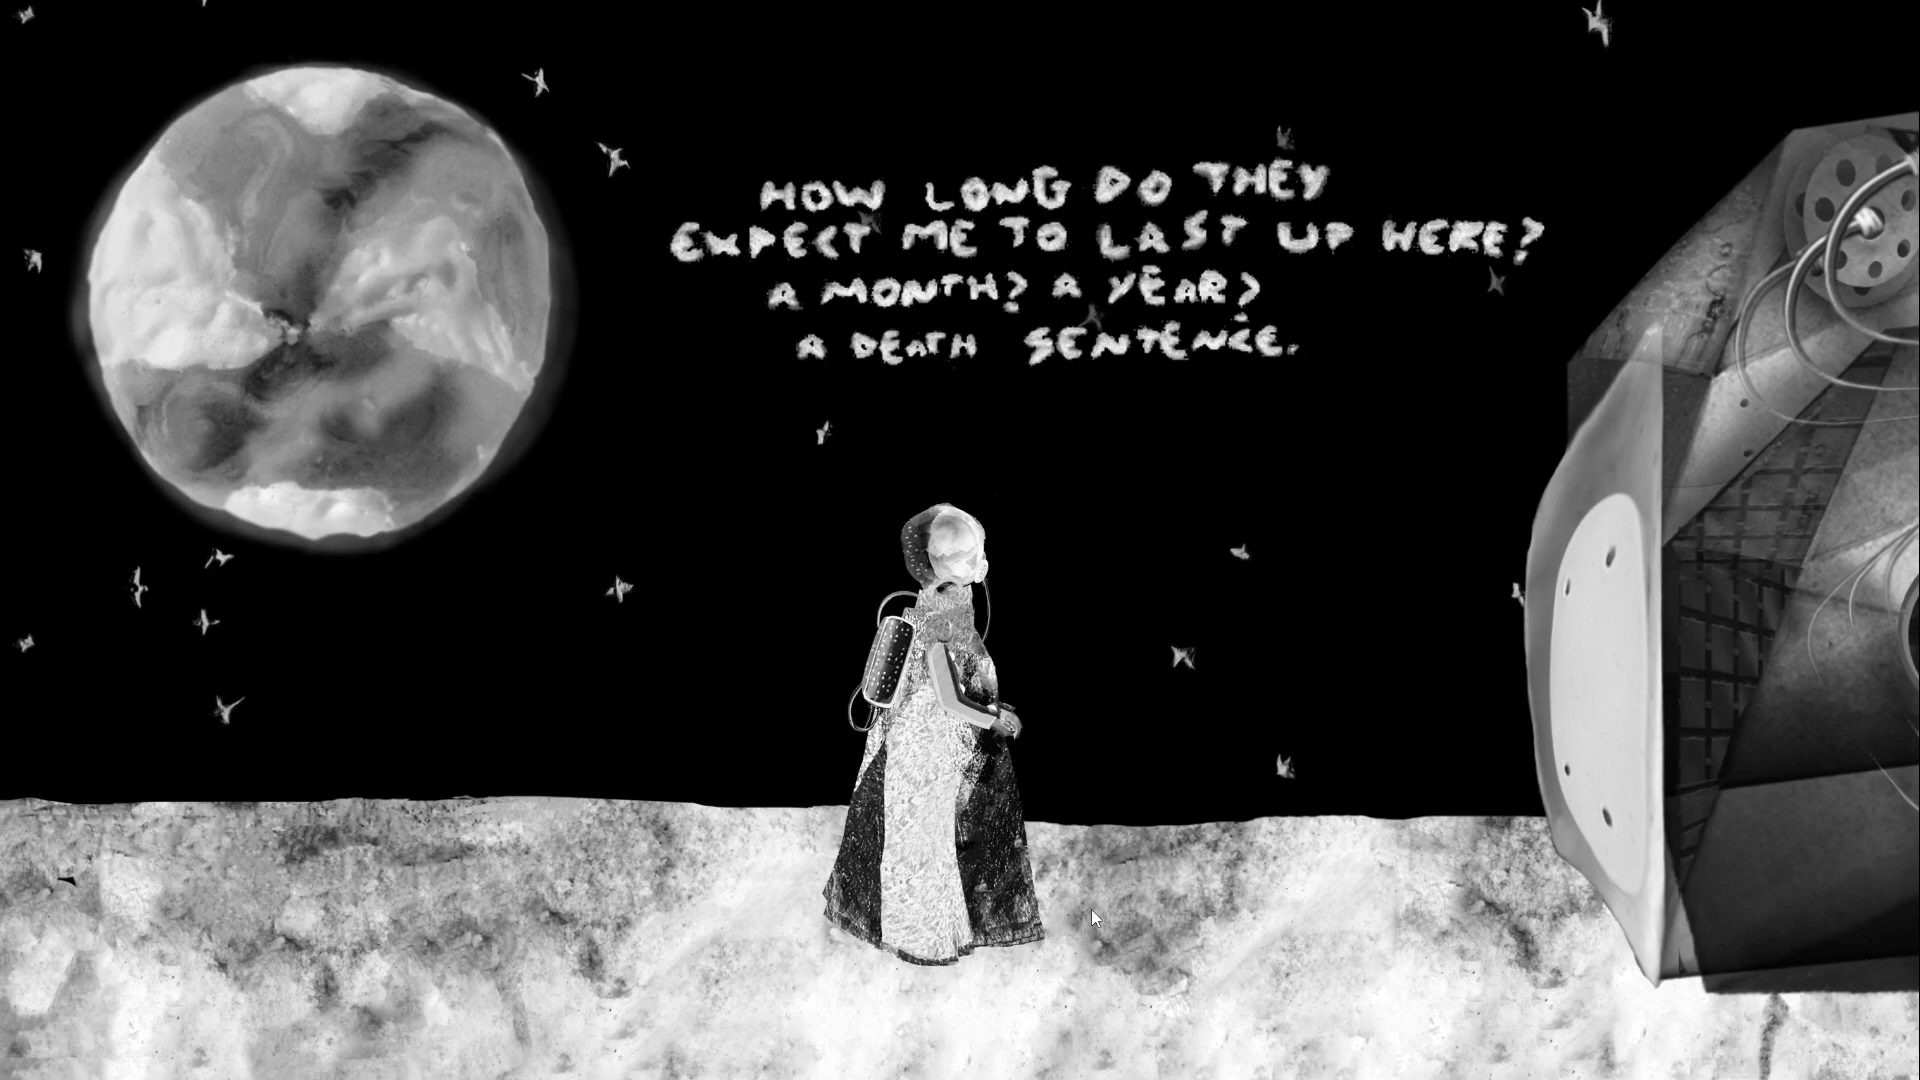 HOW LONG DO THEY
EXPECT ME TO LAST UP HERE?
A MONTH? A YEAR?
A DEATH SENTENCE.